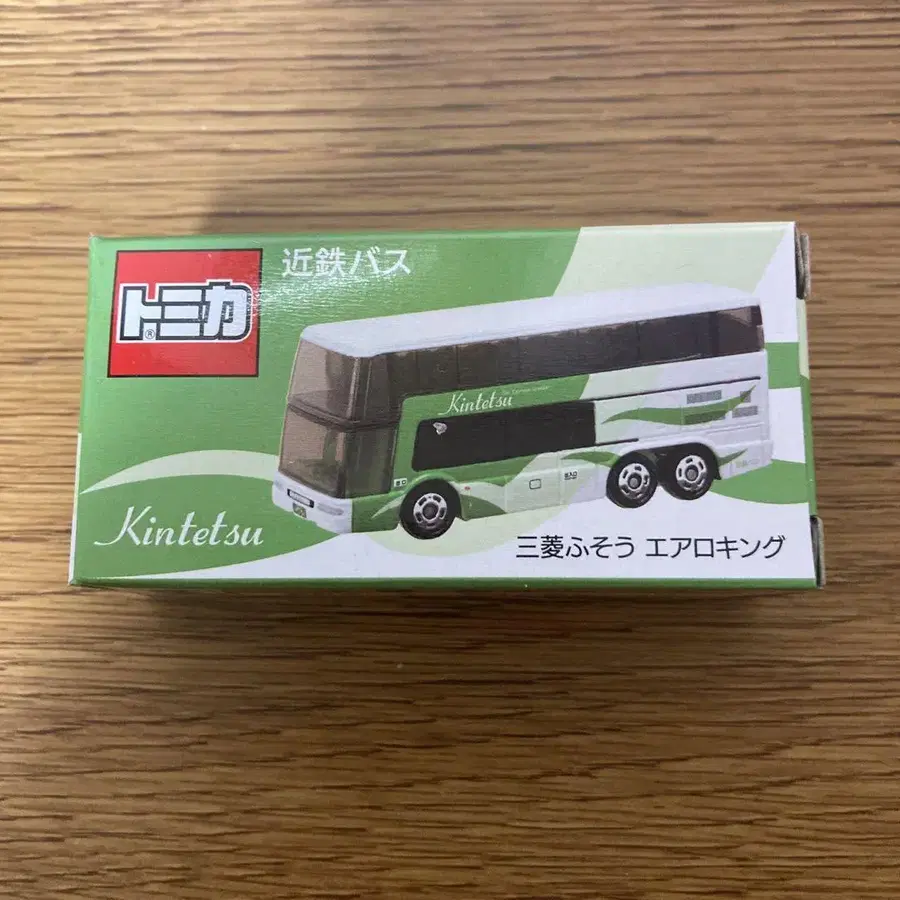 近鉄バス
トミカ
®
Kintetsu
Kintetsu
三菱ふそう エアロキング